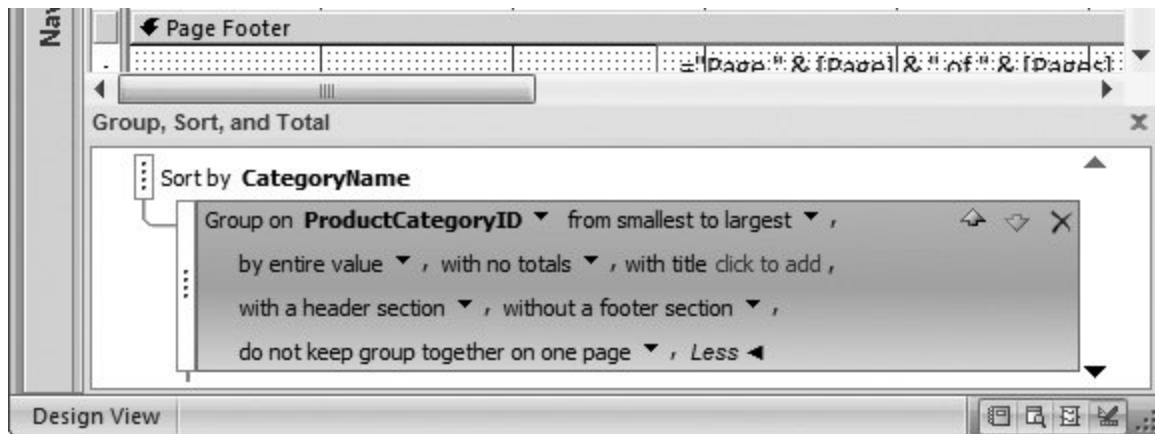 Nav
Page Footer
="Page " & [Page] & " of " & [Pages]
Group, Sort, and Total
Sort by CategoryName
Group on ProductCategoryID ▼ from smallest to largest ▼ ,
by entire value ▼ , with no totals ▼ , with title click to add ,
with a header section ▼ , without a footer section ▼ ,
do not keep group together on one page ▼ , Less ◄
Design View